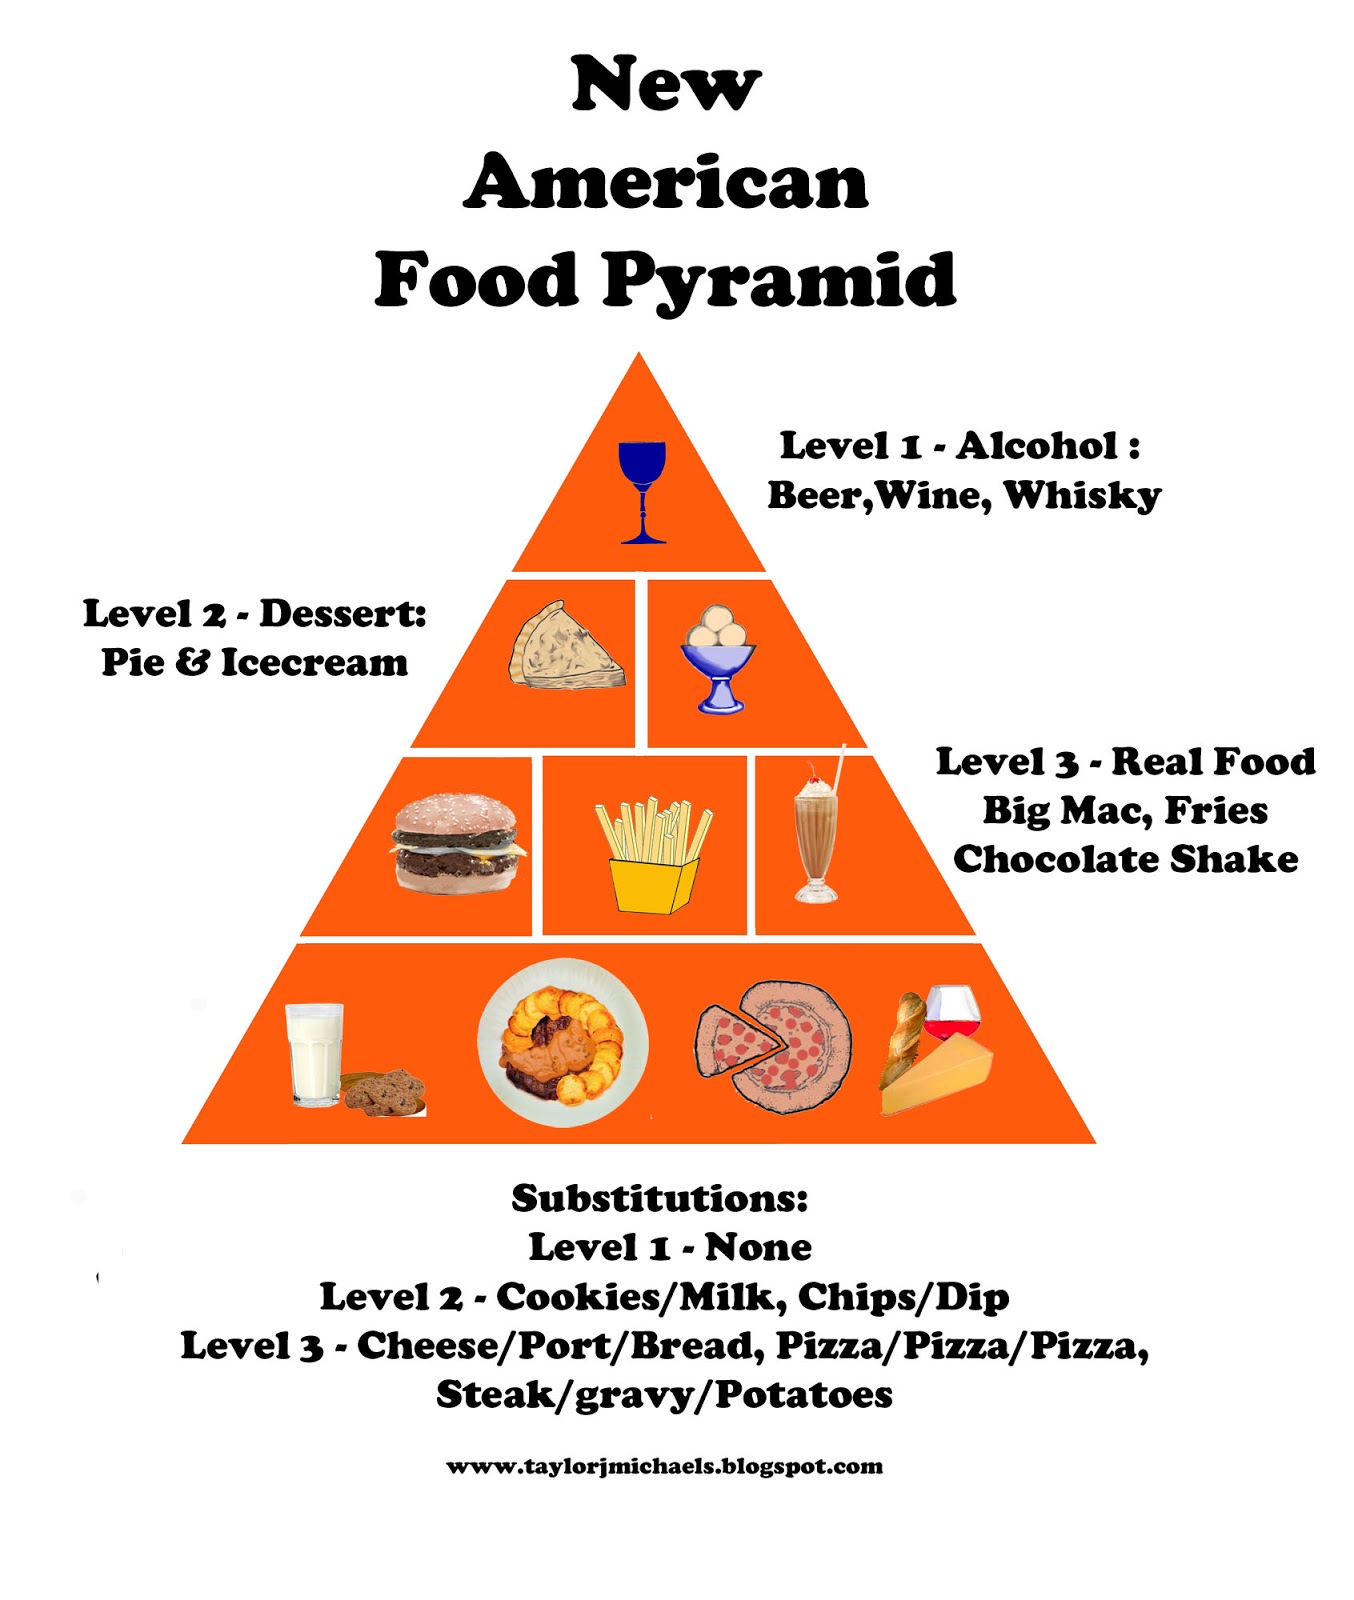 New
American
Food Pyramid
Level 1 - Alcohol :
Beer,Wine, Whisky
Level 2 - Dessert:
Pie & Icecream
Level 3 - Real Food
Big Mac, Fries
Chocolate Shake
Substitutions:
Level 1 - None
Level 2 - Cookies/Milk, Chips/Dip
Level 3 - Cheese/Port/Bread, Pizza/Pizza/Pizza,
Steak/gravy/Potatoes
www.taylorjmichaels.blogspot.com